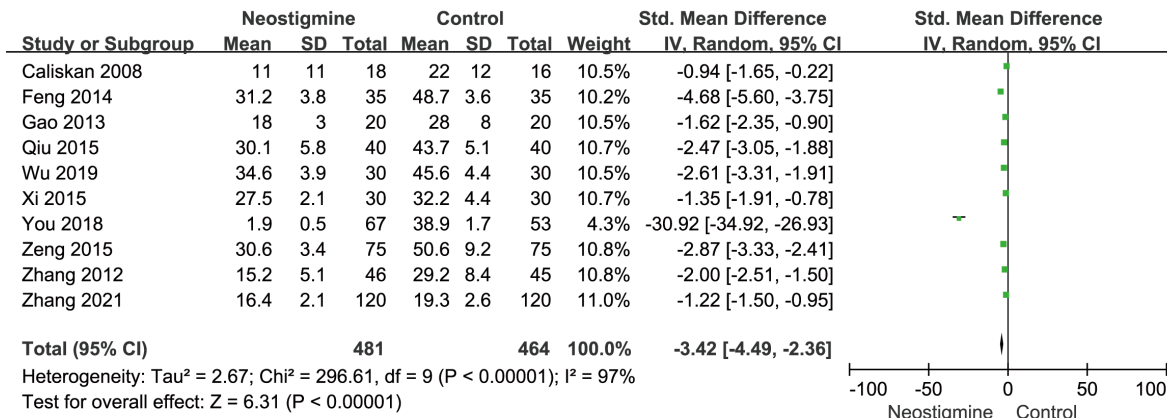 Neostigmine Control Std. Mean Difference Std. Mean Difference
Study or Subgroup Mean SD Total Mean SD Total Weight IV, Random, 95% CI IV, Random, 95% CI
Caliskan 2008 11 11 18 22 12 16 10.5% -0.94 [-1.65, -0.22]
Feng 2014 31.2 3.8 35 48.7 3.6 35 10.2% -4.68 [-5.60, -3.75]
Gao 2013 18 3 20 28 8 20 10.5% -1.62 [-2.35, -0.90]
Qiu 2015 30.1 5.8 40 43.7 5.1 40 10.7% -2.47 [-3.05, -1.88]
Wu 2019 34.6 3.9 30 45.6 4.4 30 10.5% -2.61 [-3.31, -1.91]
Xi 2015 27.5 2.1 30 32.2 4.4 30 10.7% -1.35 [-1.91, -0.78]
You 2018 1.9 0.5 67 38.9 1.7 53 4.3% -30.92 [-34.92, -26.93]
Zeng 2015 30.6 3.4 75 50.6 9.2 75 10.8% -2.87 [-3.33, -2.41]
Zhang 2012 15.2 5.1 46 29.2 8.4 45 10.8% -2.00 [-2.51, -1.50]
Zhang 2021 16.4 2.1 120 19.3 2.6 120 11.0% -1.22 [-1.50, -0.95]
Total (95% CI) 481 464 100.0% -3.42 [-4.49, -2.36]
Heterogeneity: Tau² = 2.67; Chi² = 296.61, df = 9 (P < 0.00001); I² = 97%
Test for overall effect: Z = 6.31 (P < 0.00001)
-100 -50 0 50 100
Neostigmine Control